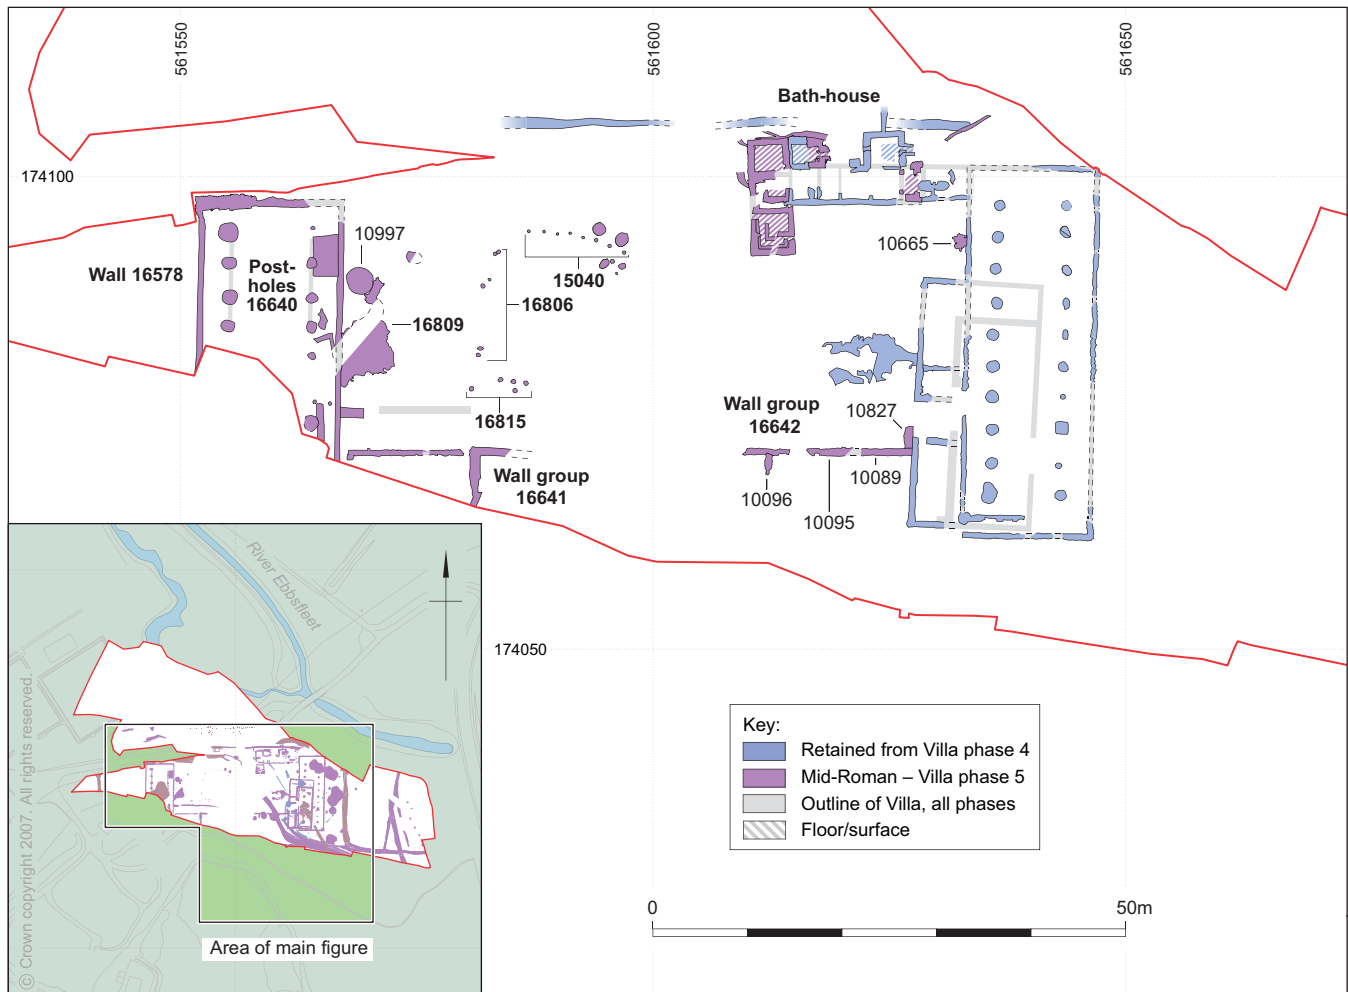 561550
561600
561650
Bath-house
174100
10997
10665
Wall 16578
Post-
holes
16640
15040
16806
16809
16815
Wall group
16642
10827
Wall group
16641
10089
10096
10095
River Ebbsfleet
174050
Key:
Retained from Villa phase 4
Mid-Roman – Villa phase 5
Outline of Villa, all phases
Floor/surface
0
50m
Area of main figure
© Crown copyright 2007. All rights reserved.